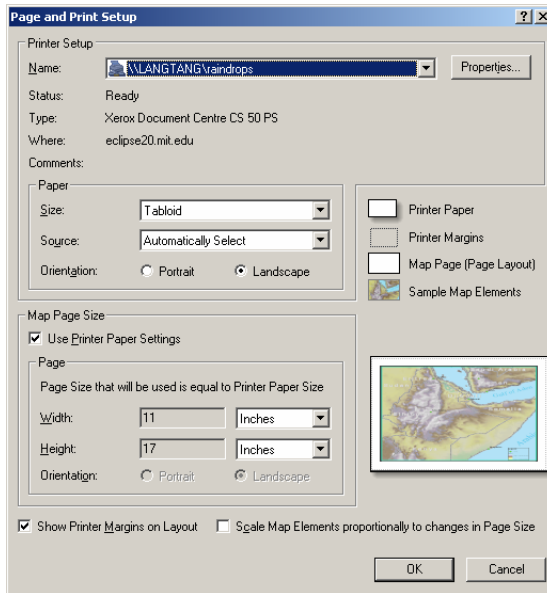 Page and Print Setup
Printer Setup
Name: \\LANGTANG\raindrops Properties...
Status: Ready
Type: Xerox Document Centre CS 50 PS
Where: eclipse20.mit.edu
Comments:
Paper
Size: Tabloid
Source: Automatically Select
Orientation: Portrait Landscape
Printer Paper
Printer Margins
Map Page (Page Layout)
Sample Map Elements
Map Page Size
Use Printer Paper Settings
Page
Page Size that will be used is equal to Printer Paper Size
Width: 11 Inches
Height: 17 Inches
Orientation: Portrait Landscape
Show Printer Margins on Layout Scale Map Elements proportionally to changes in Page Size
OK Cancel